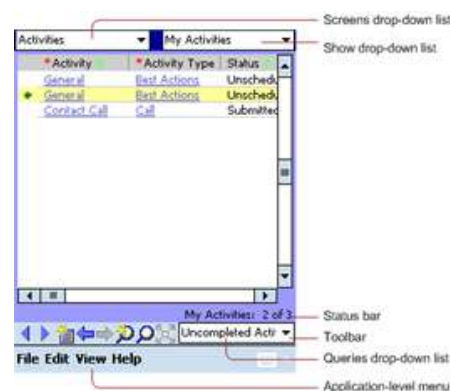 Screens drop-down list
Activities My Activities
Show drop-down list
*Activity *Activity Type Status
General Best Actions Unschedu
General Best Actions Unschedu
Contact Call Call Submitted
My Activities: 2 of 3
Status bar
Uncompleted Acti
Toolbar
File Edit View Help
Queries drop-down list
Application-level menu